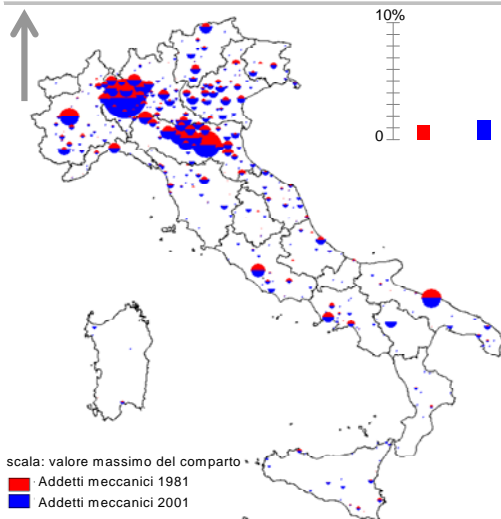 10%
0
scala: valore massimo del comparto
Addetti meccanici 1981
Addetti meccanici 2001